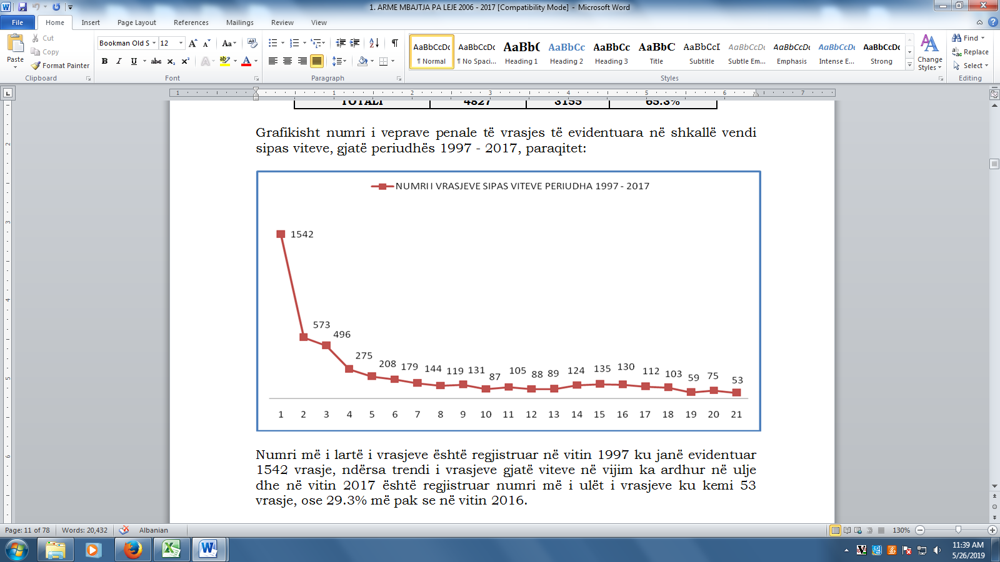 1. ARME MBAJTJA PA LEJE 2006 - 2017 [Compatibility Mode] - Microsoft Word
File Home Insert Page Layout References Mailings Review View
Paste
Cut
Copy
Format Painter
Clipboard
Bookman Old S 12
Font
Paragraph
AaBbCcDc AaBbCcDc AaBbC AaBbCc AaBbCc AaBbC AaBbCcI AaBbCcDc AaBbCcDc AaBbCcDc AaBbCcDc
¶ Normal ¶ No Spaci... Heading 1 Heading 2 Heading 3 Title Subtitle Subtle Em... Emphasis Intense E... Strong
Styles
Change Styles
Find
Replace
Select
Editing
TOTALI 4827 3155 65.3%
Grafikisht numri i veprave penale të vrasjes të evidentuara në shkallë vendi
sipas viteve, gjatë periudhës 1997 - 2017, paraqitet:
NUMRI I VRASJEVE SIPAS VITEVE PERIUDHA 1997 - 2017
1542
573
496
275
208 179 144 119 131 87 105 88 89 124 135 130 112 103 59 75 53
1 2 3 4 5 6 7 8 9 10 11 12 13 14 15 16 17 18 19 20 21
Numri më i lartë i vrasjeve është regjistruar në vitin 1997 ku janë evidentuar
1542 vrasje, ndërsa trendi i vrasjeve gjatë viteve në vijim ka ardhur në ulje
dhe në vitin 2017 është regjistruar numri më i ulët i vrasjeve ku kemi 53
vrasje, ose 29.3% më pak se në vitin 2016.
Page: 11 of 78 Words: 20,432 Albanian 130%
11:39 AM
5/26/2019